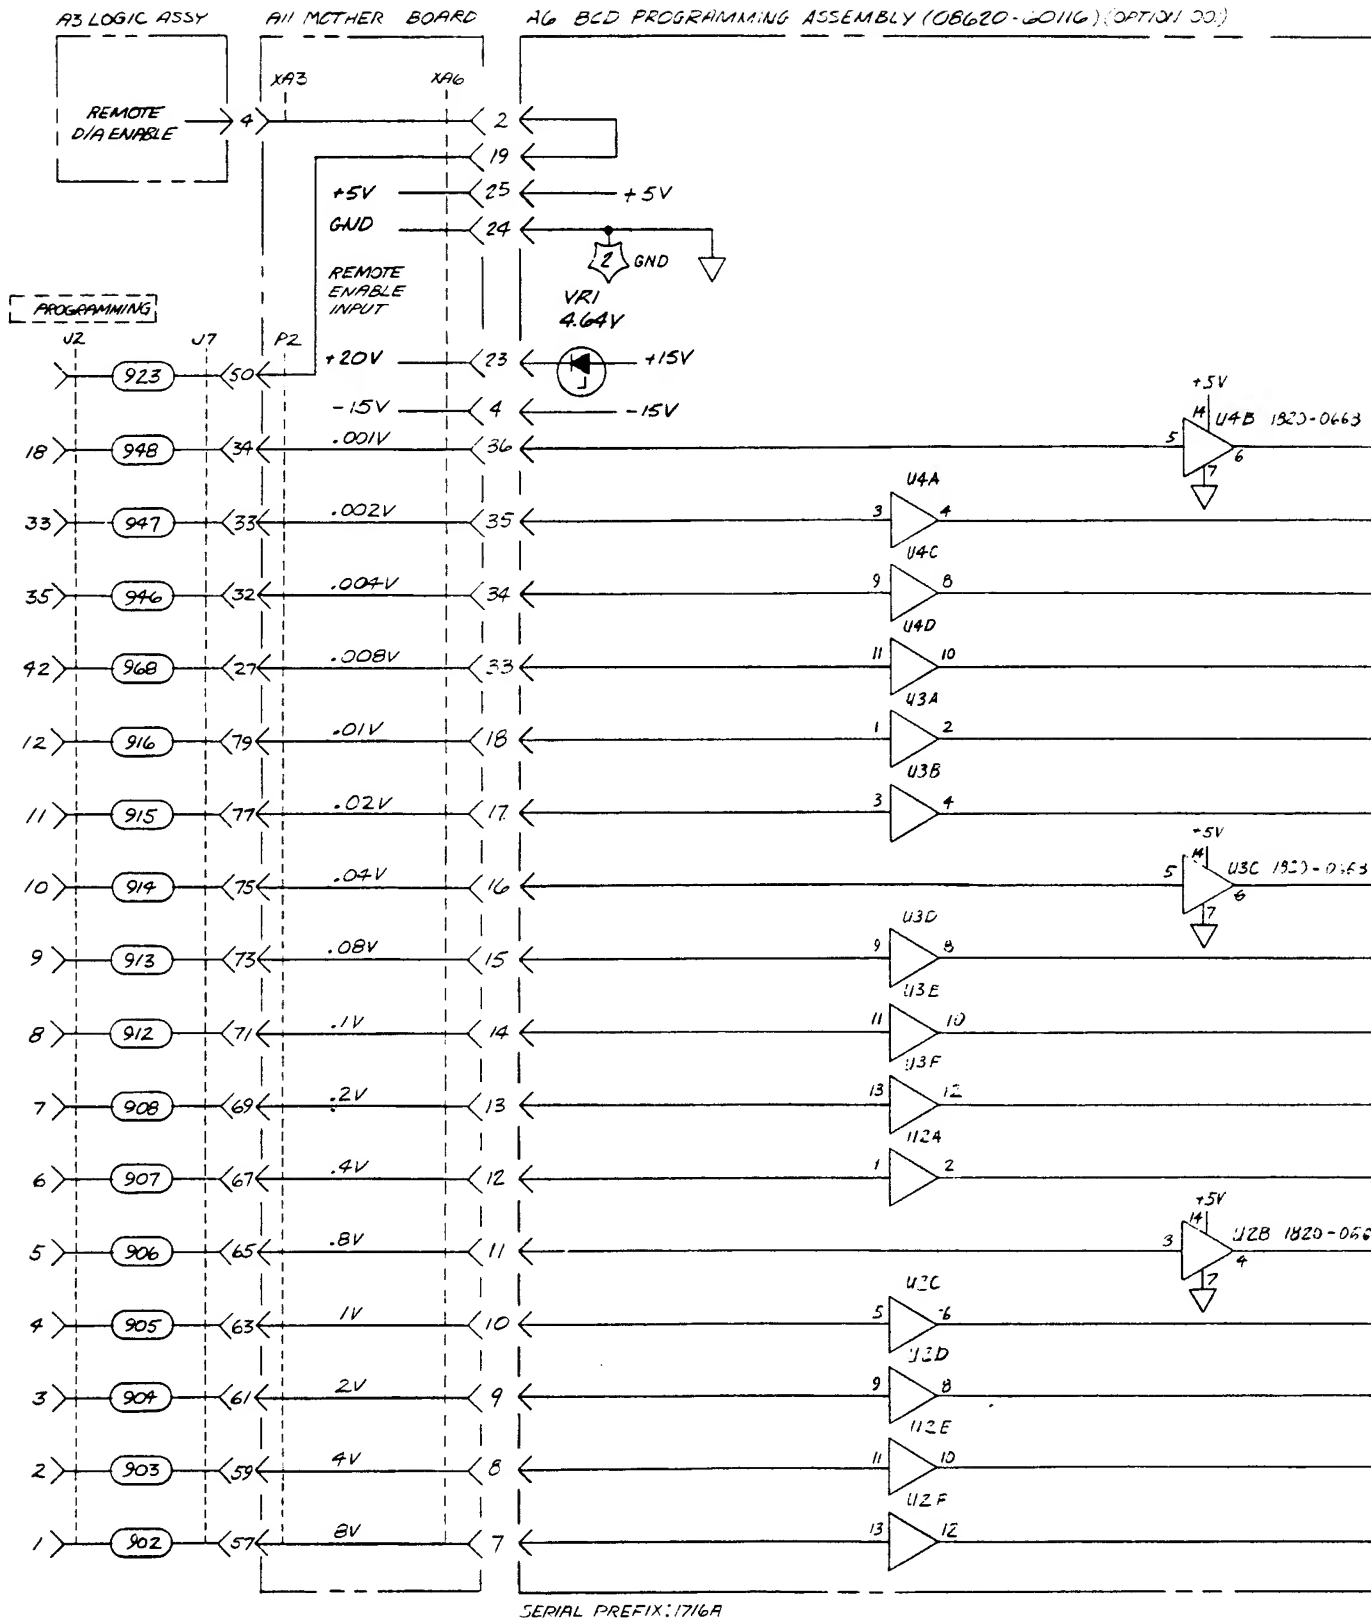 A3 LOGIC ASSY A11 MOTHER BOARD A6 BCD PROGRAMMING ASSEMBLY (08620-60116)
XA3 XA6
REMOTE
D/A ENABLE
4 2
19
+5V 25 +5V
GND 24
2 GND
REMOTE
ENABLE
INPUT
VR1
4.64V
PROGRAMMING
J2 J7 P2
923 50 +20V 23 +15V
-15V 4 -15V
+5V
14 U4B 1820-0663
18 948 34 .001V 36 5 6
7
U4A
33 947 33 .002V 35 3 4
U4C
35 946 32 .004V 34 9 8
U4D
42 968 27 .008V 33 11 10
U3A
12 916 79 .01V 18 1 2
U3B
11 915 77 .02V 17 3 4
+5V
14 U3C
10 914 75 .04V 16 5 6
7
U3D
9 913 73 .08V 15 9 8
U3E
8 912 71 .1V 14 11 10
U3F
7 908 69 .2V 13 13 12
U2A
6 907 67 .4V 12 1 2
+5V
14 U2B 1820-066
5 906 65 .8V 11 3 4
7
U2C
4 905 63 1V 10 5 6
U2D
3 904 61 2V 9 9 8
U2E
2 903 59 4V 8 11 10
U2F
1 902 57 8V 7 13 12
SERIAL PREFIX: 1716A